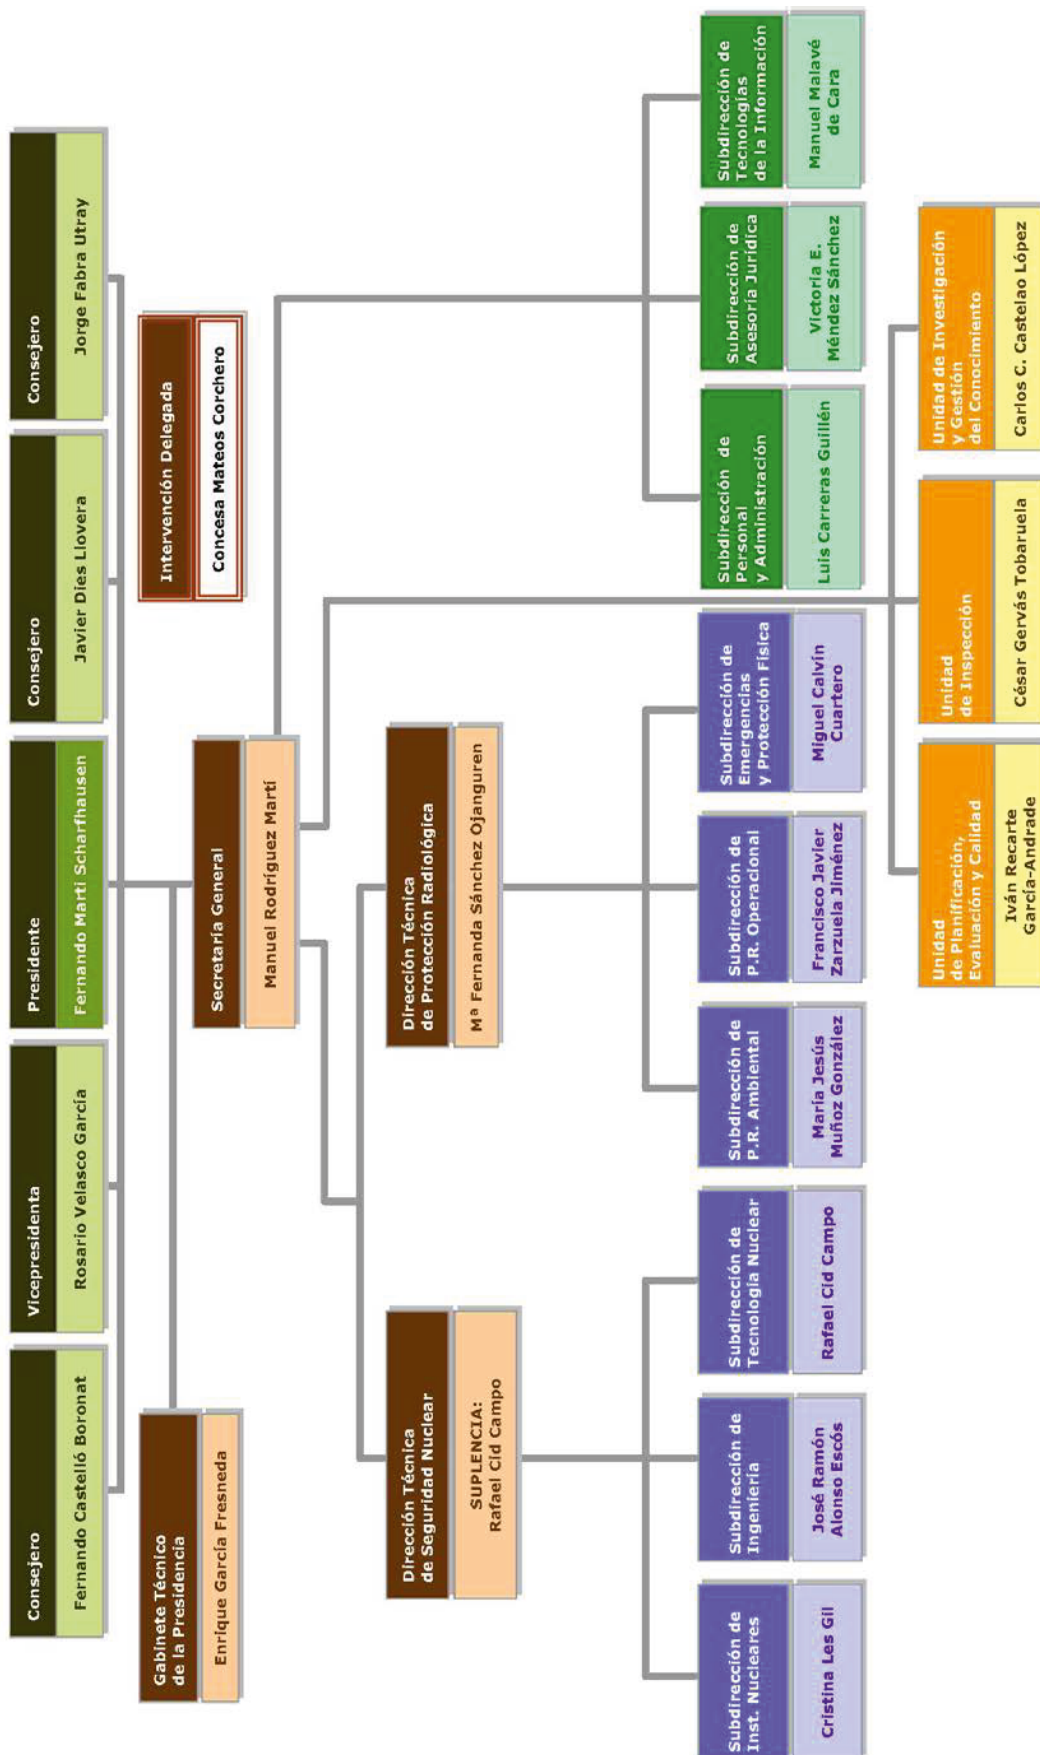 Consejero
Fernando Castelló Boronat
Vicepresidenta
Rosario Velasco García
Presidente
Fernando Marti Scharfhausen
Consejero
Javier Dies Llovera
Consejero
Jorge Fabra Utray
Gabinete Técnico
de la Presidencia
Enrique García Fresneda
Intervención Delegada
Concesa Mateos Corchero
Secretaría General
Manuel Rodríguez Martí
Dirección Técnica
de Seguridad Nuclear
SUPLENCIA:
Rafael Cid Campo
Dirección Técnica
de Protección Radiológica
Mª Fernanda Sánchez Ojanguren
Subdirección de
Inst. Nucleares
Cristina Les Gil
Subdirección de
Ingeniería
José Ramón
Alonso Escós
Subdirección de
Tecnología Nuclear
Rafael Cid Campo
Subdirección de
P.R. Ambiental
María Jesús
Muñoz González
Subdirección de
P.R. Operacional
Francisco Javier
Zarzuela Jiménez
Subdirección de
Emergencias
y Protección Física
Miguel Calvín
Cuartero
Subdirección de
Personal
y Administración
Luis Carreras Guillén
Subdirección de
Asesoría Jurídica
Victoria E.
Méndez Sánchez
Subdirección de
Tecnologías
de la Información
Manuel Malavé
de Cara
Unidad
de Planificación,
Evaluación y Calidad
Iván Recarte
García-Andrade
Unidad
de Inspección
César Gervás Tobaruela
Unidad de Investigación
y Gestión
del Conocimiento
Carlos C. Castelao López